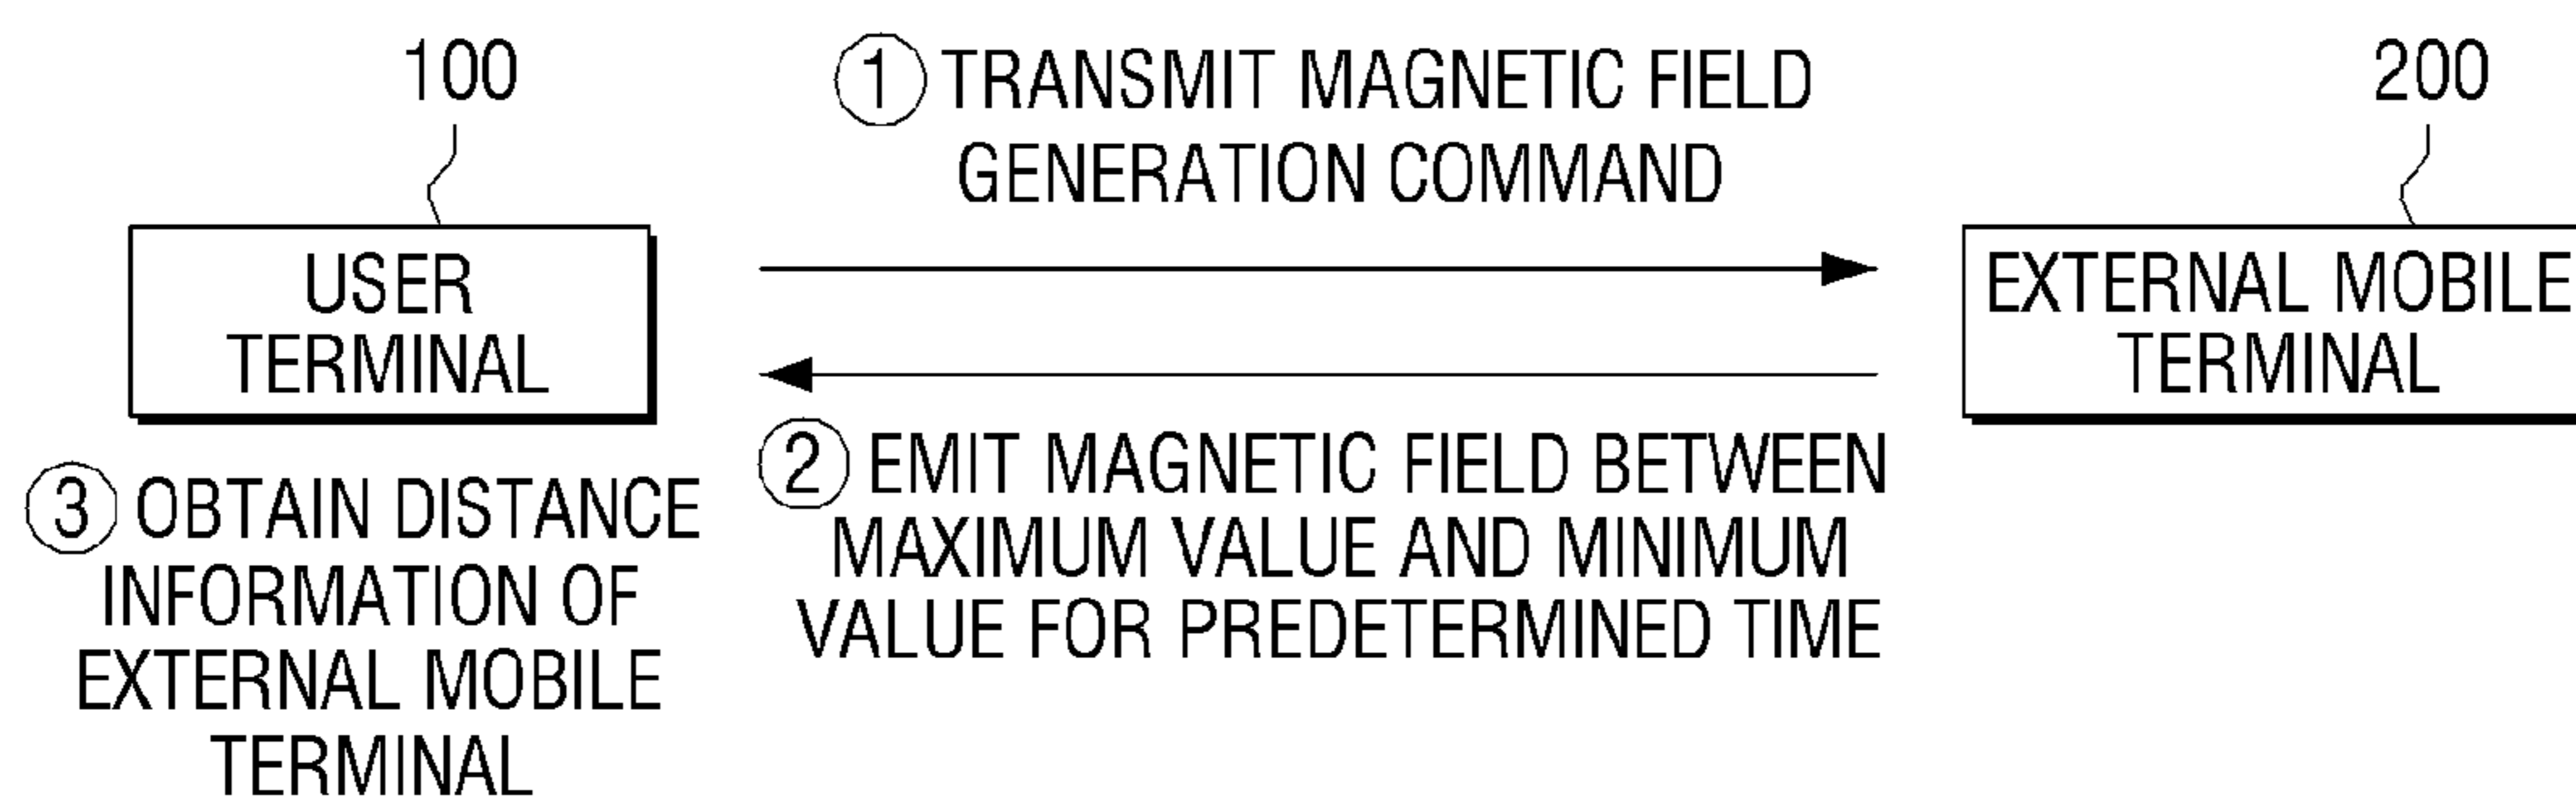 100
① TRANSMIT MAGNETIC FIELD
GENERATION COMMAND
200
USER
TERMINAL
EXTERNAL MOBILE
TERMINAL
② EMIT MAGNETIC FIELD BETWEEN
MAXIMUM VALUE AND MINIMUM
VALUE FOR PREDETERMINED TIME
③ OBTAIN DISTANCE
INFORMATION OF
EXTERNAL MOBILE
TERMINAL